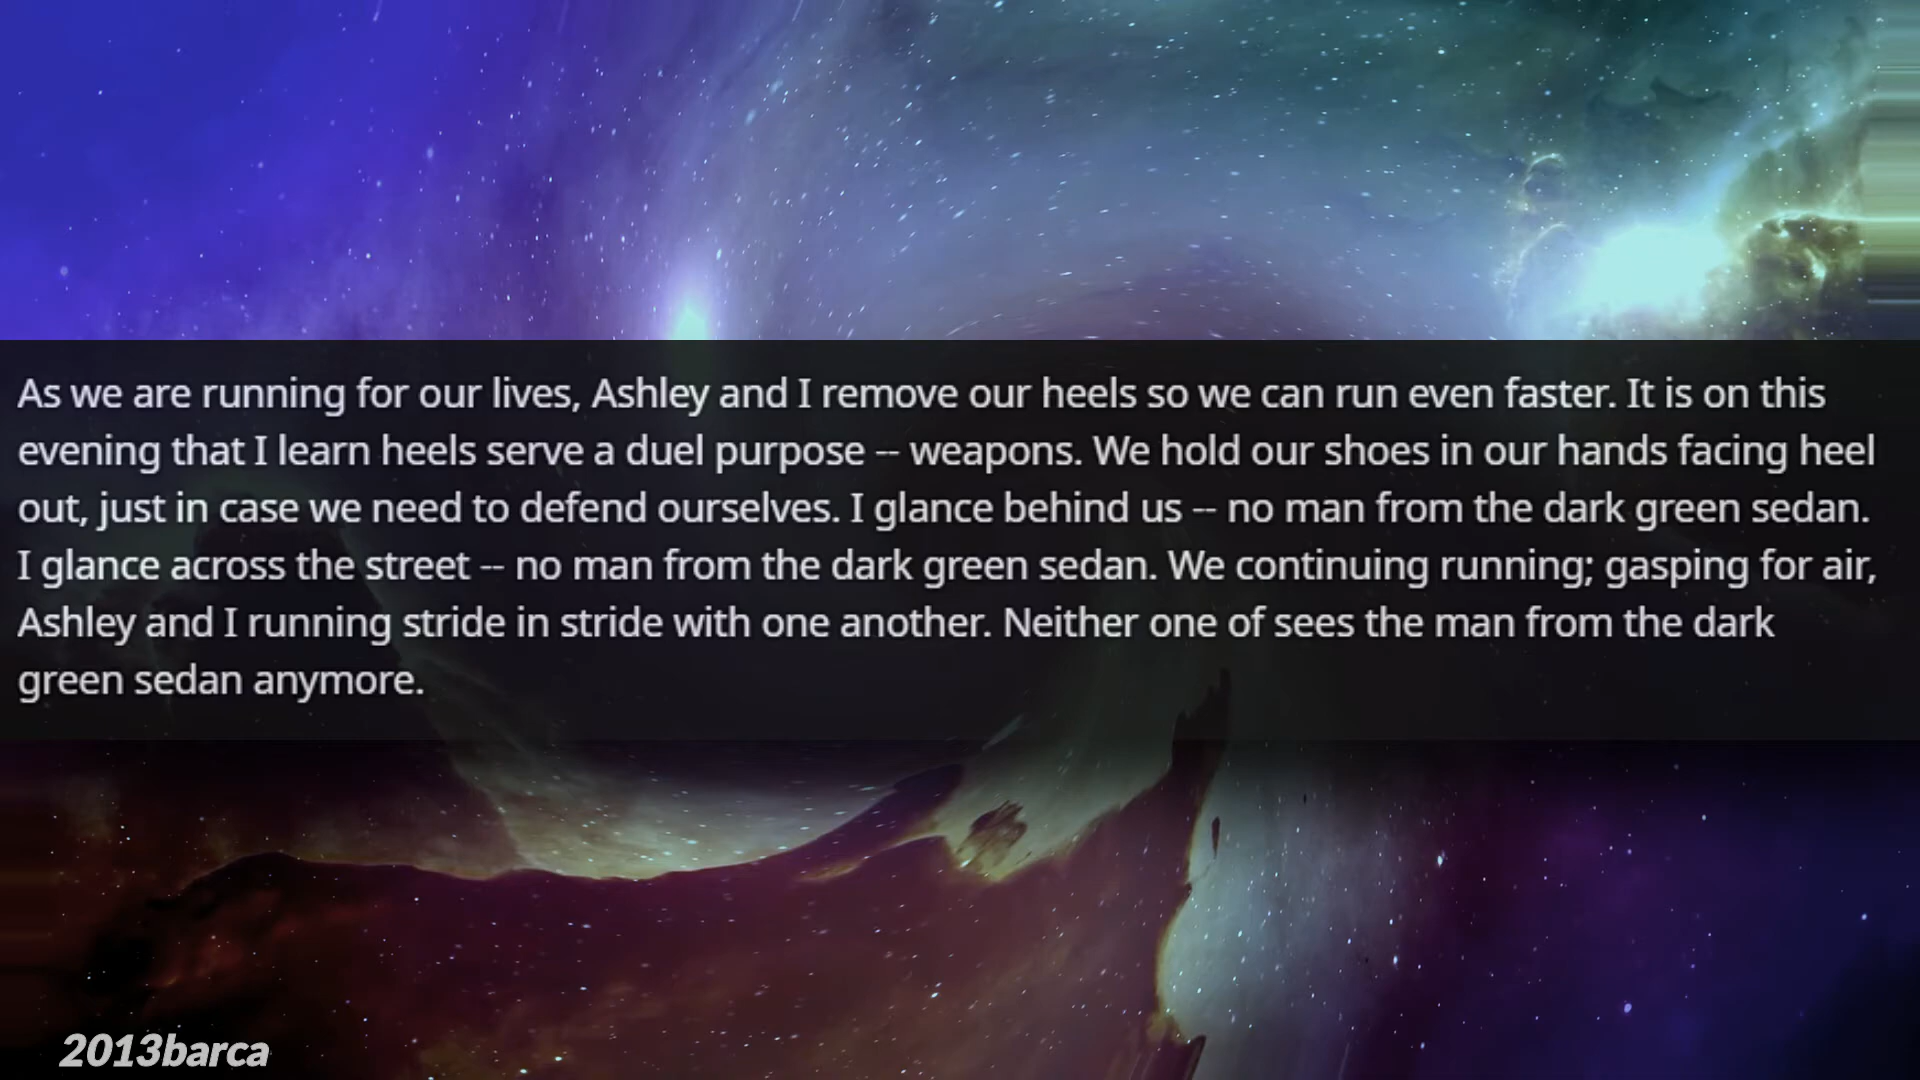 As we are running for our lives, Ashley and I remove our heels so we can run even faster. It is on this
evening that I learn heels serve a duel purpose -- weapons. We hold our shoes in our hands facing heel
out, just in case we need to defend ourselves. I glance behind us -- no man from the dark green sedan.
I glance across the street -- no man from the dark green sedan. We continuing running; gasping for air,
Ashley and I running stride in stride with one another. Neither one of sees the man from the dark
green sedan anymore.
2013barca